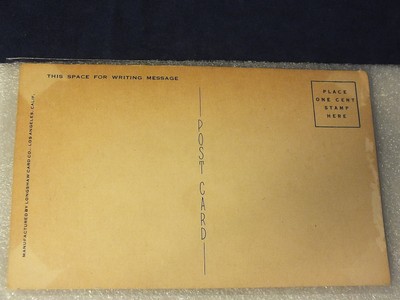 THIS SPACE FOR WRITING MESSAGE
MANUFACTURED BY LONGSHAW CARD CO., LOS ANGELES, CALIF.
POST CARD
PLACE
ONE CENT
STAMP
HERE